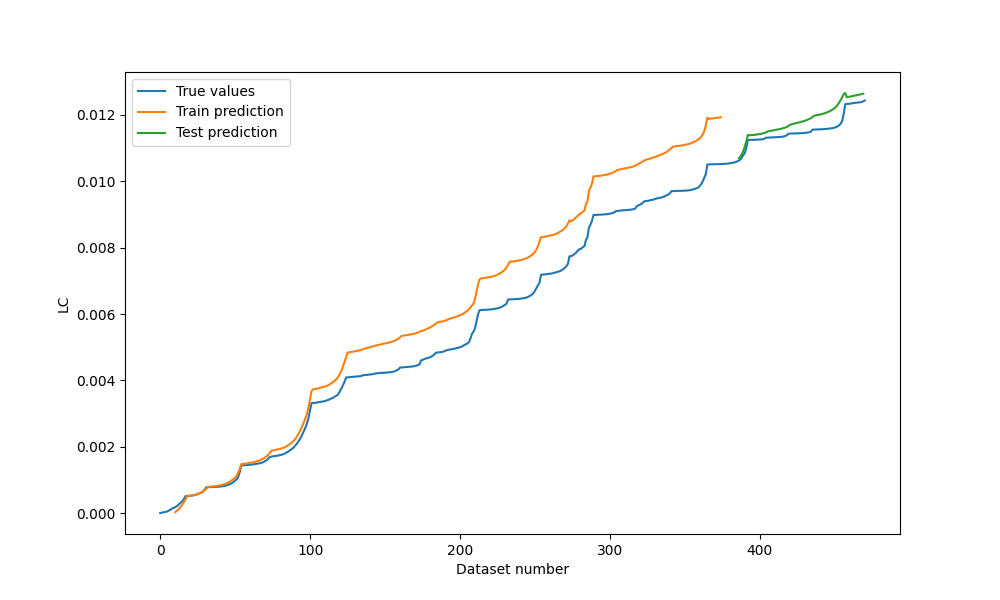 True values
Train prediction
Test prediction
0.012
0.010
0.008
0.006
0.004
0.002
0.000
LC
0
100
200
300
400
Dataset number